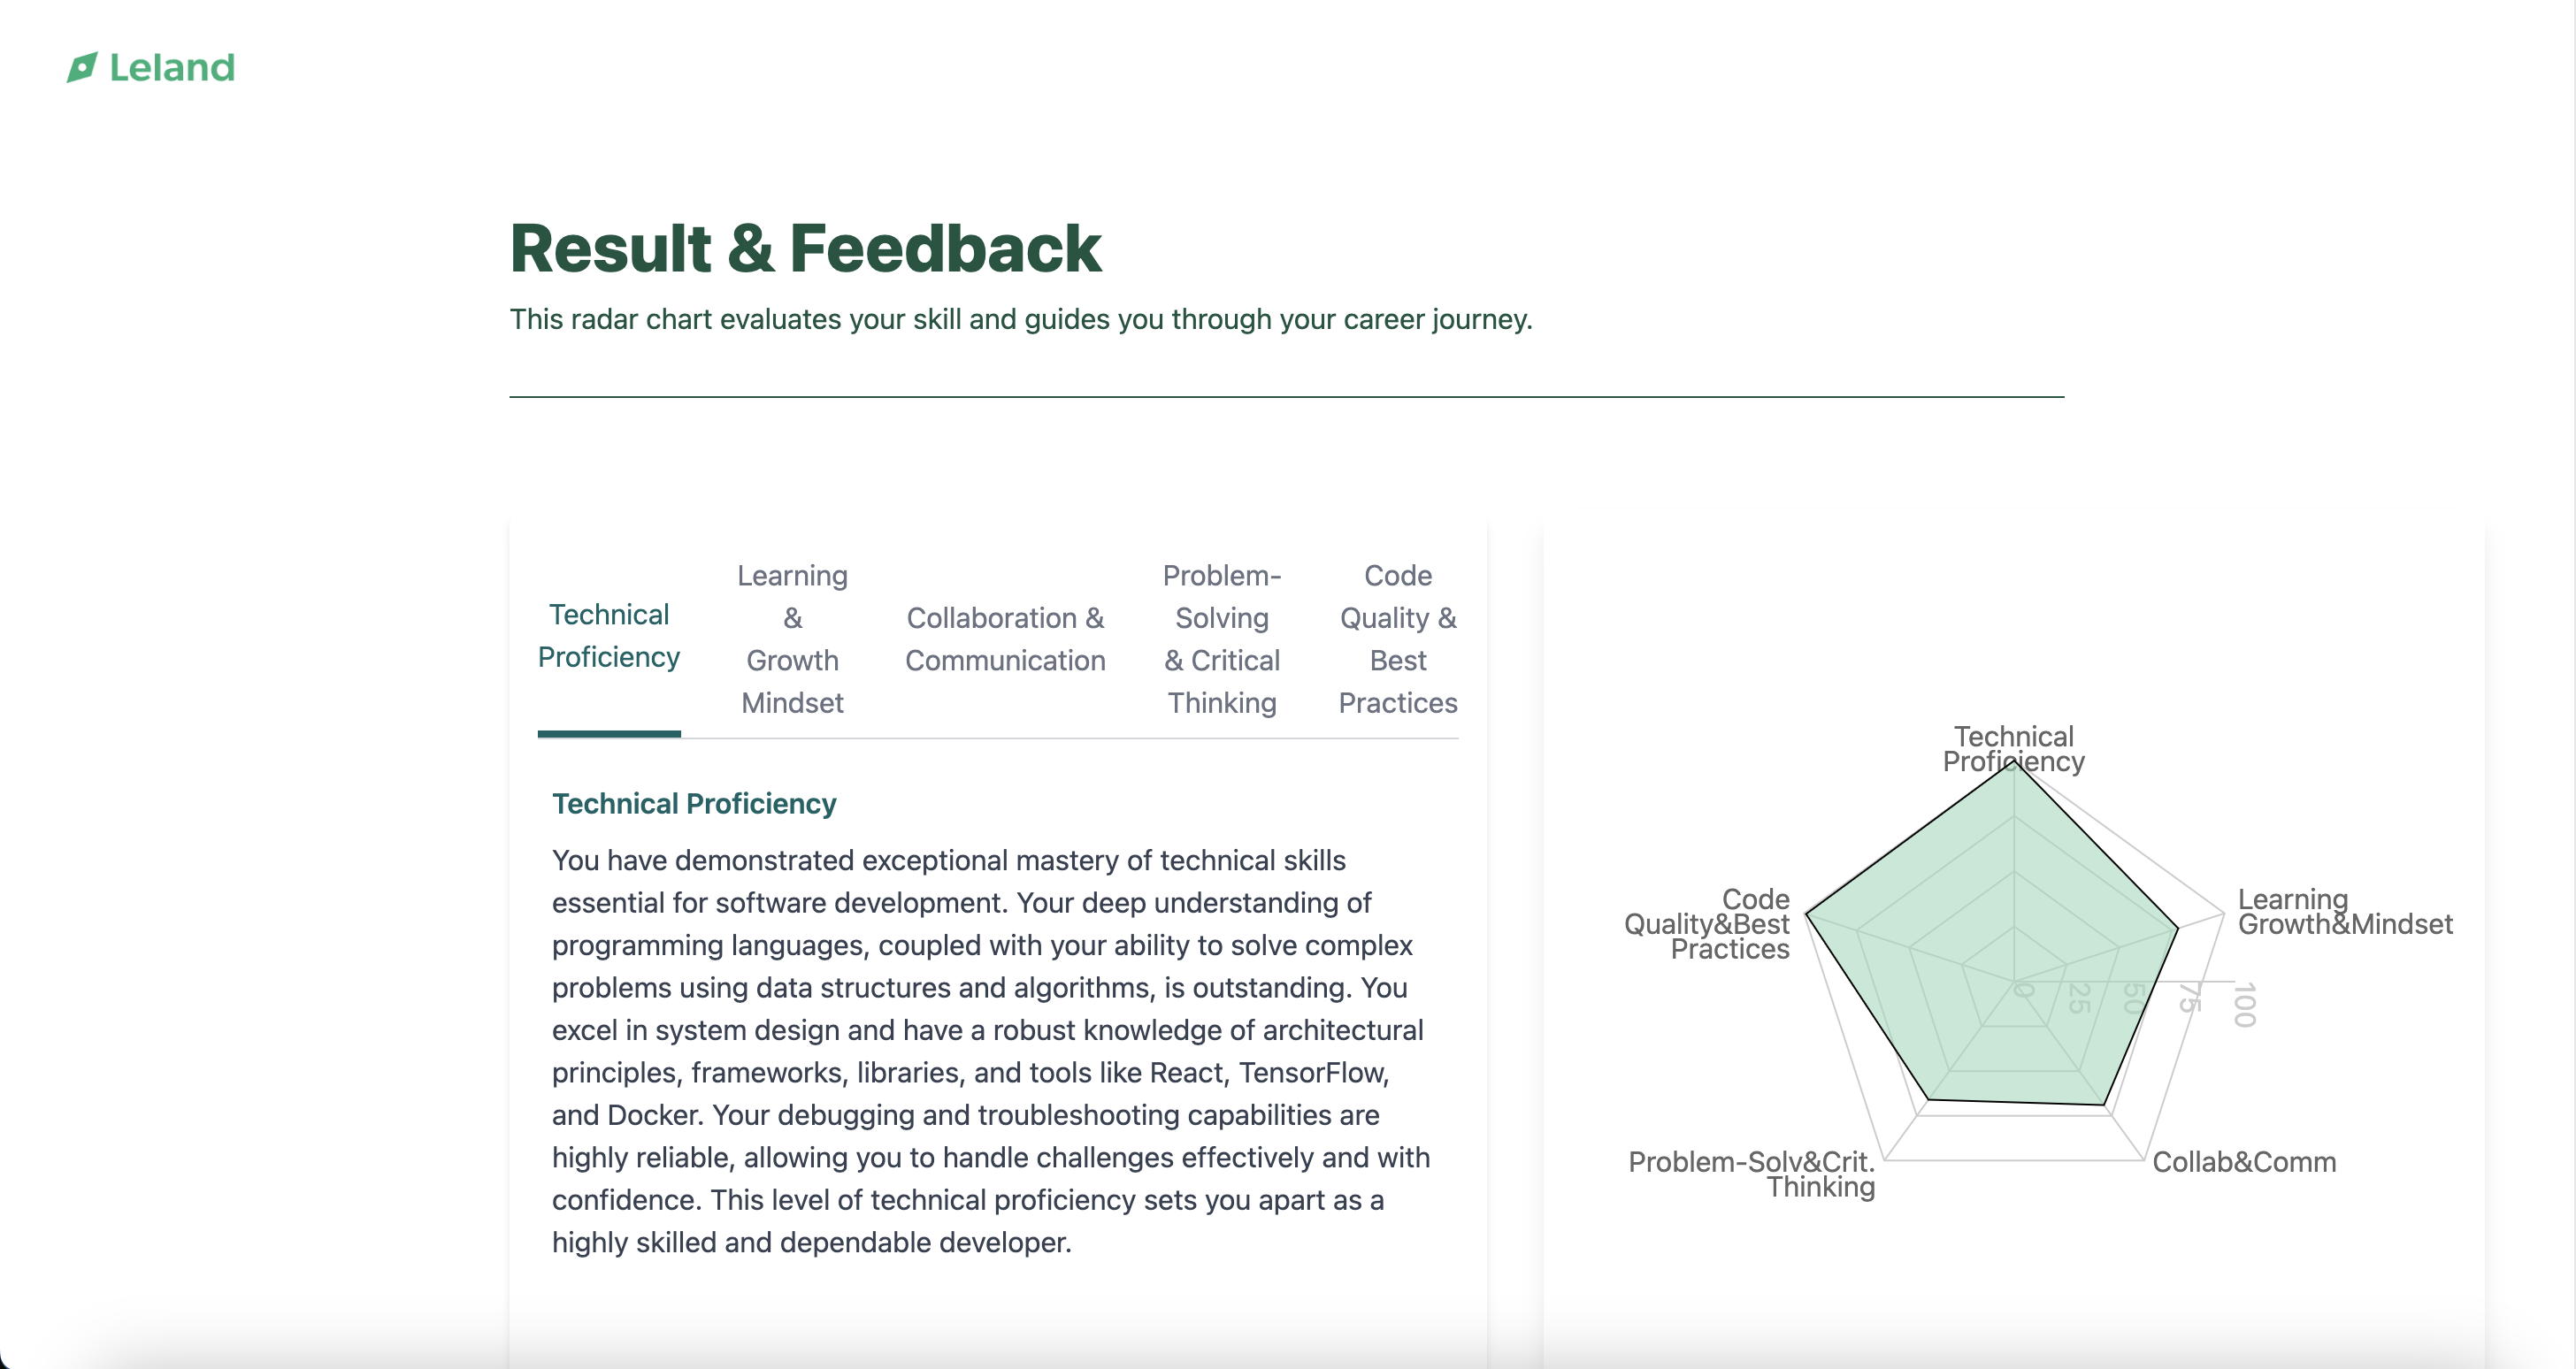 Leland
Result & Feedback
This radar chart evaluates your skill and guides you through your career journey.
Technical
Proficiency
Learning
&
Growth
Mindset
Collaboration &
Communication
Problem-
Solving
& Critical
Thinking
Code
Quality &
Best
Practices
Technical Proficiency
You have demonstrated exceptional mastery of technical skills
essential for software development. Your deep understanding of
programming languages, coupled with your ability to solve complex
problems using data structures and algorithms, is outstanding. You
excel in system design and have a robust knowledge of architectural
principles, frameworks, libraries, and tools like React, TensorFlow,
and Docker. Your debugging and troubleshooting capabilities are
highly reliable, allowing you to handle challenges effectively and with
confidence. This level of technical proficiency sets you apart as a
highly skilled and dependable developer.
Technical
Proficiency
Learning
Growth&Mindset
Code
Quality&Best
Practices
0
25
50
75
100
Problem-Solv&Crit.
Thinking
Collab&Comm